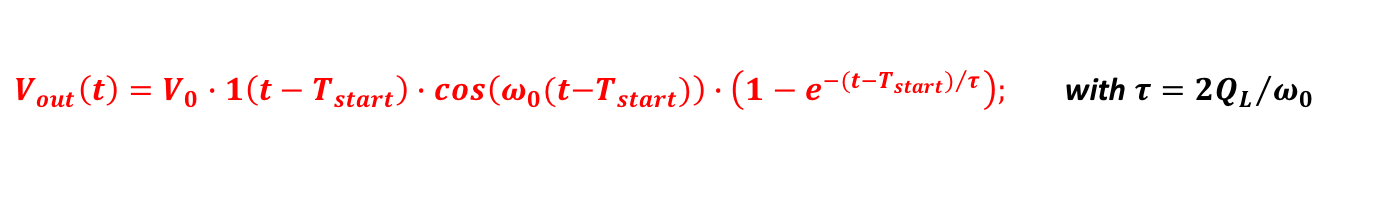 V_out(t) = V_0 · 1(t − T_start) · cos(ω_0(t−T_start)) · (1 − e^−(t−T_start)/τ); with τ = 2Q_L/ω_0